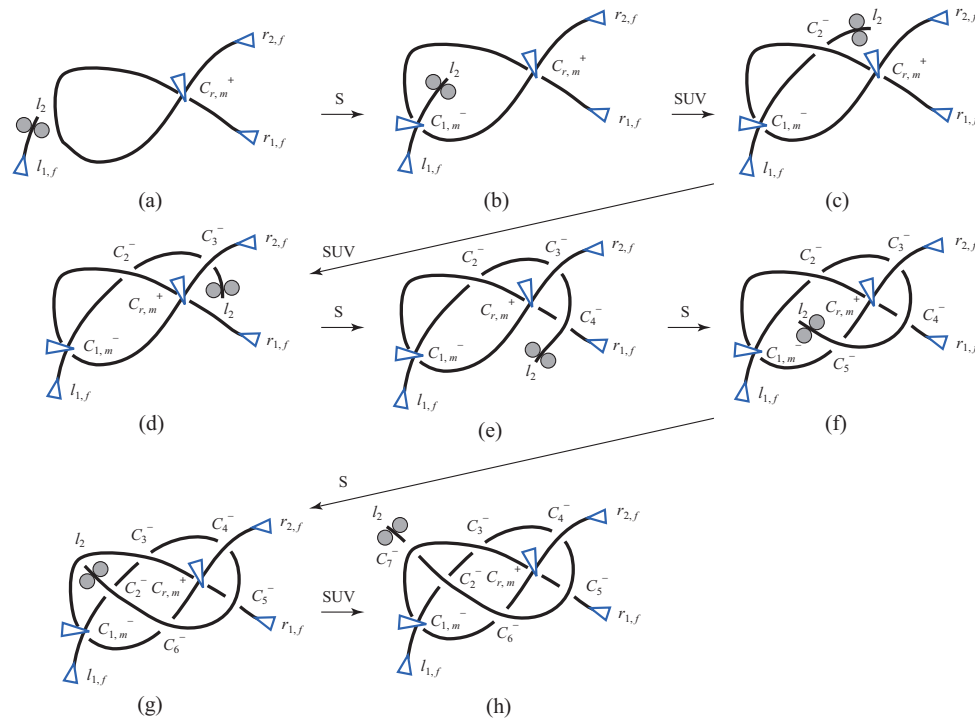 l₂ l₁,f Cr,m⁺ r₂,f r₁,f
(a)
S
l₂ C₁,m⁻ l₁,f Cr,m⁺ r₂,f r₁,f
(b)
SUV
C₂⁻ l₂ C₁,m⁻ l₁,f Cr,m⁺ r₂,f r₁,f
(c)
SUV
C₂⁻ C₃⁻ r₂,f Cr,m⁺ l₂ C₁,m⁻ r₁,f l₁,f
(d)
S
C₂⁻ C₃⁻ r₂,f Cr,m⁺ C₄⁻ C₁,m⁻ r₁,f l₂ l₁,f
(e)
S
C₂⁻ C₃⁻ r₂,f Cr,m⁺ l₂ C₄⁻ C₁,m⁻ C₅⁻ r₁,f l₁,f
(f)
S
l₂ C₃⁻ C₄⁻ r₂,f C₂⁻ Cr,m⁺ C₅⁻ C₁,m⁻ C₆⁻ r₁,f l₁,f
(g)
SUV
l₂ C₇⁻ C₃⁻ C₄⁻ r₂,f C₂⁻ Cr,m⁺ C₅⁻ C₁,m⁻ C₆⁻ r₁,f l₁,f
(h)